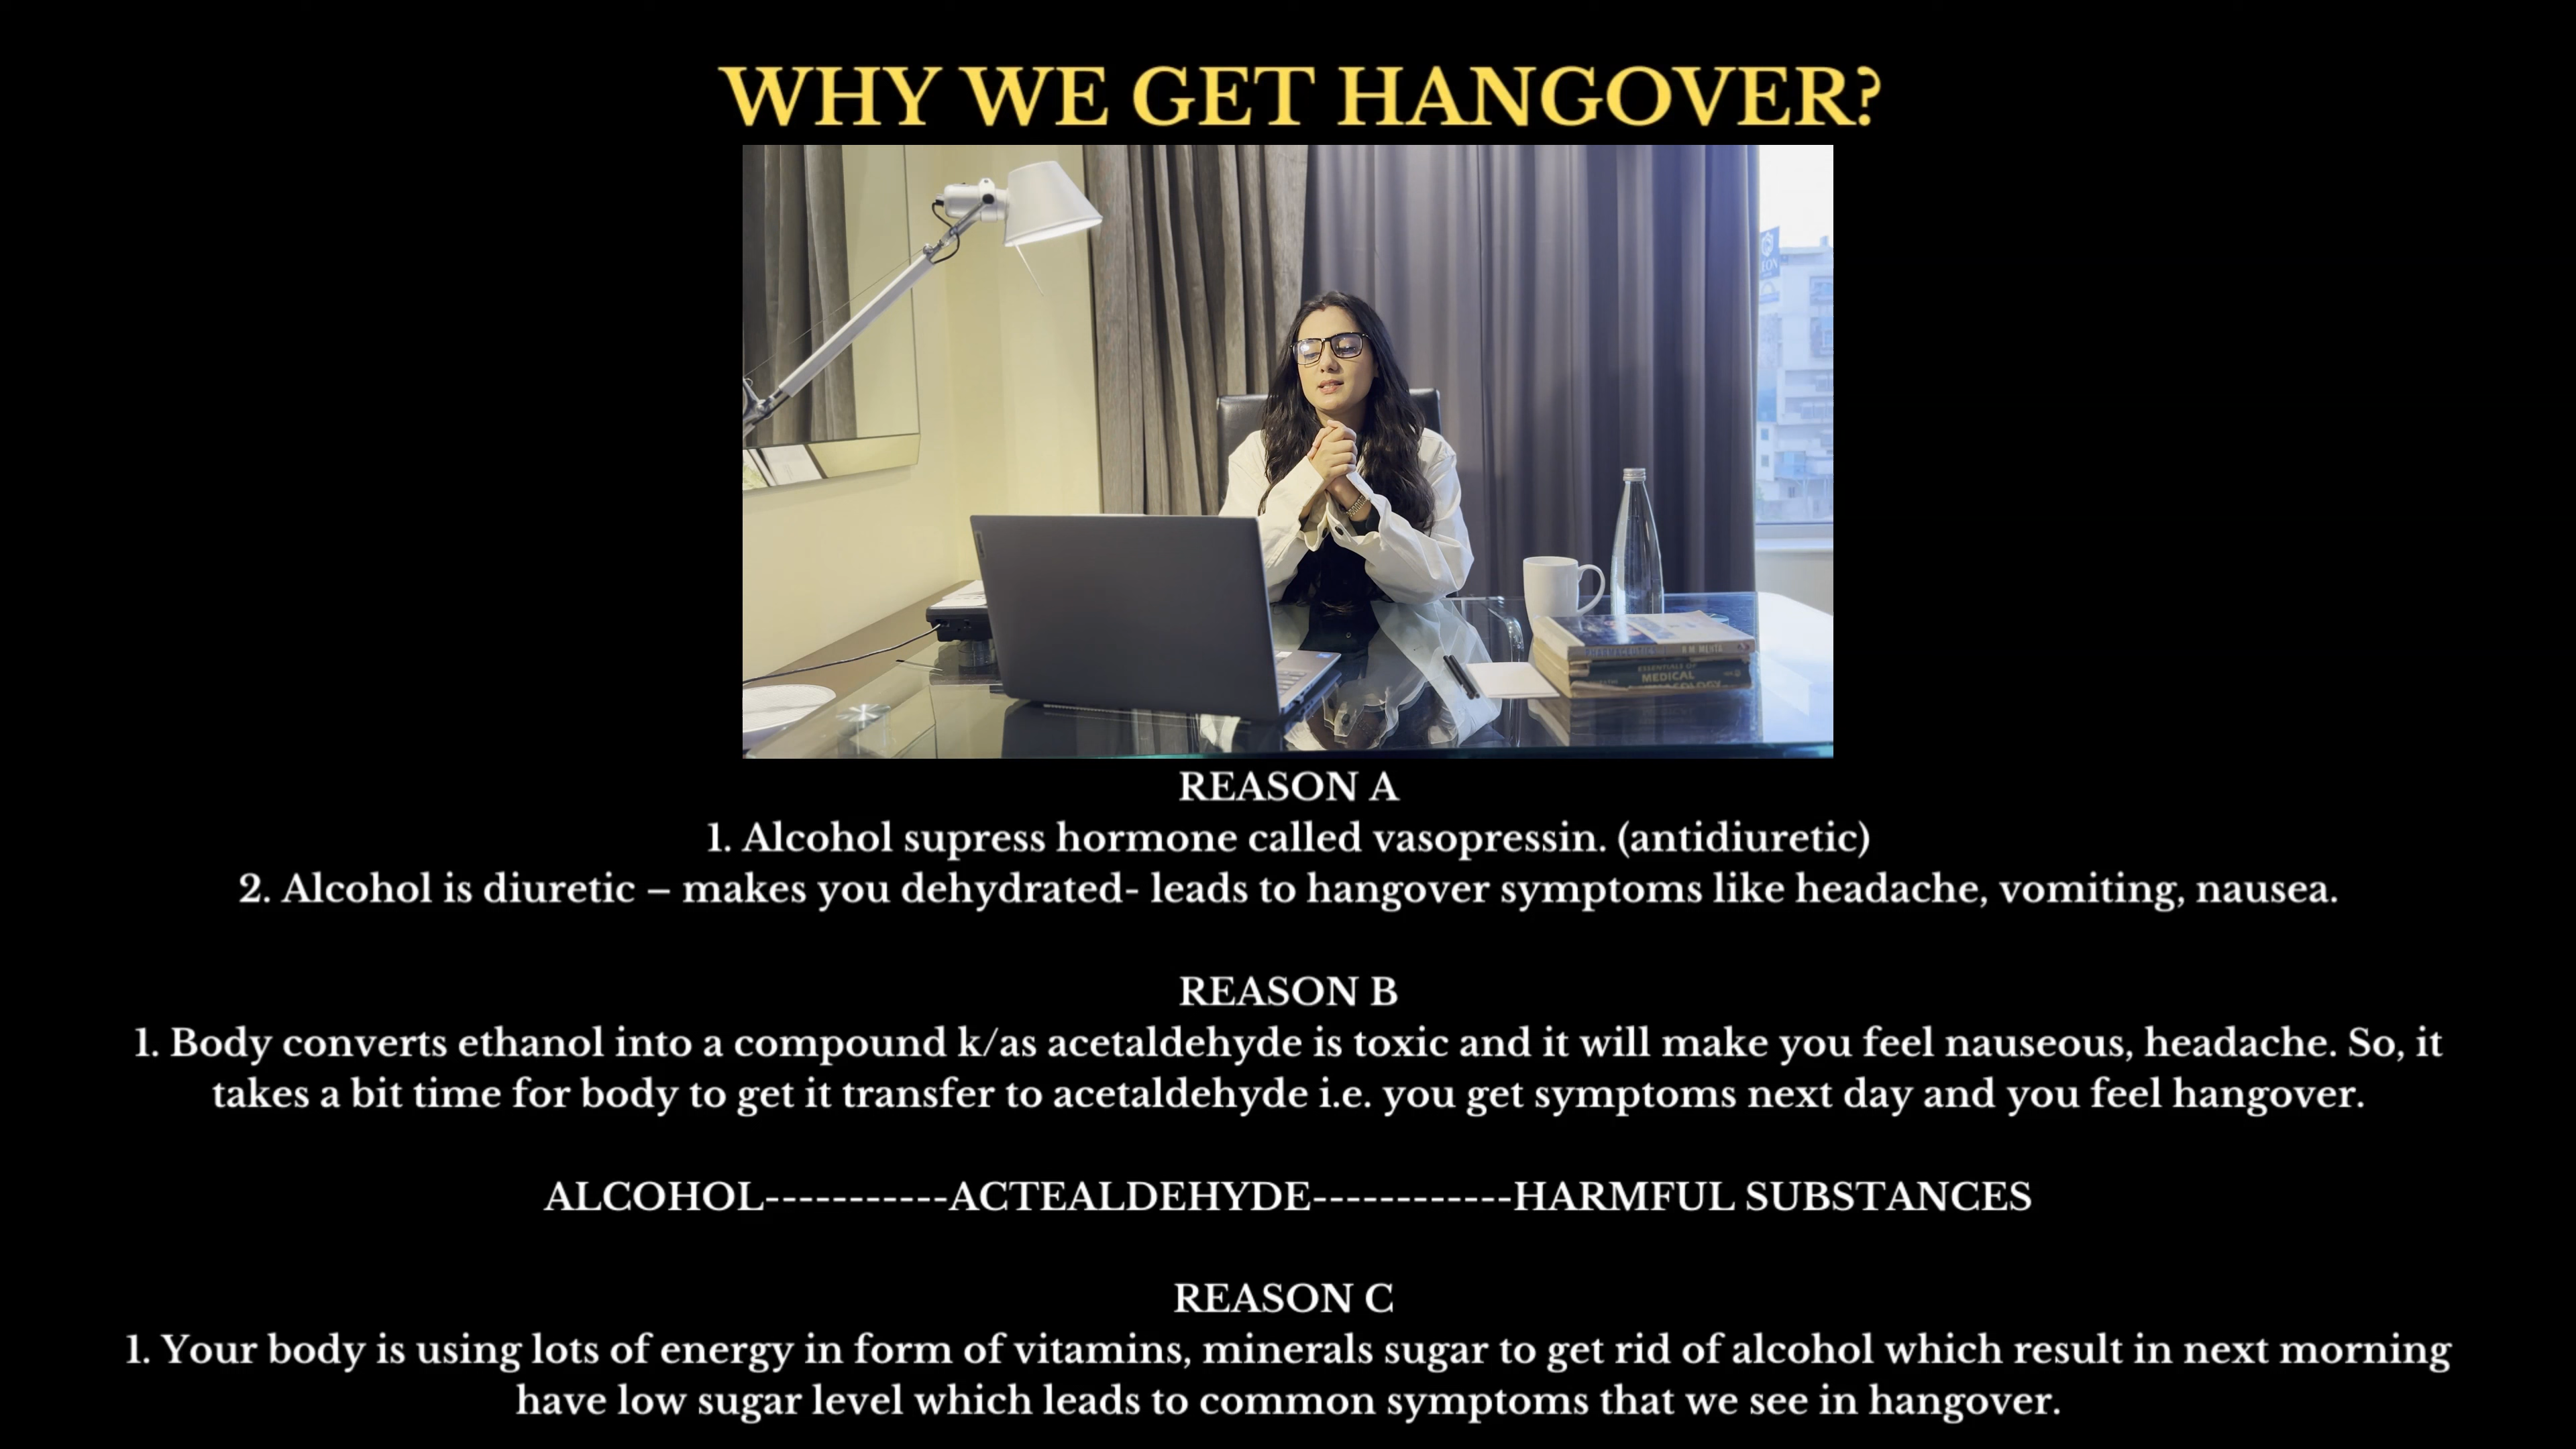 WHY WE GET HANGOVER?
R M MEHTA
ESSENTIALS OF
MEDICAL
REASON A
1. Alcohol supress hormone called vasopressin. (antidiuretic)
2. Alcohol is diuretic – makes you dehydrated- leads to hangover symptoms like headache, vomiting, nausea.
REASON B
1. Body converts ethanol into a compound k/as acetaldehyde is toxic and it will make you feel nauseous, headache. So, it
takes a bit time for body to get it transfer to acetaldehyde i.e. you get symptoms next day and you feel hangover.
ALCOHOL-----------ACTEALDEHYDE------------HARMFUL SUBSTANCES
REASON C
1. Your body is using lots of energy in form of vitamins, minerals sugar to get rid of alcohol which result in next morning
have low sugar level which leads to common symptoms that we see in hangover.